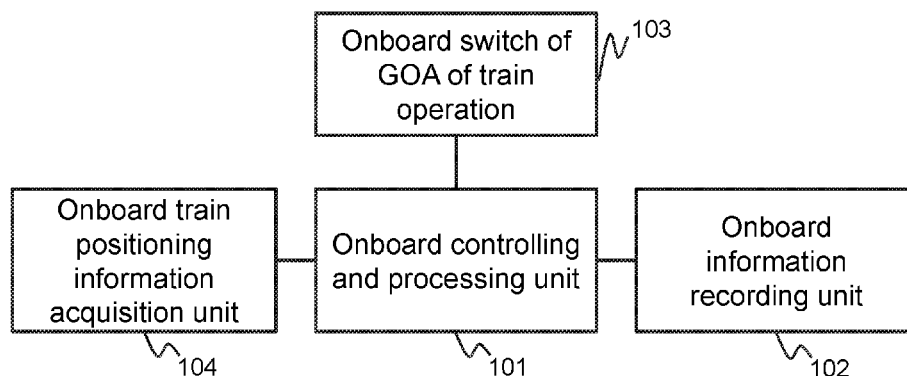 Onboard switch of
GOA of train
operation
103
Onboard train
positioning
information
acquisition unit
104
Onboard controlling
and processing unit
101
Onboard
information
recording unit
102